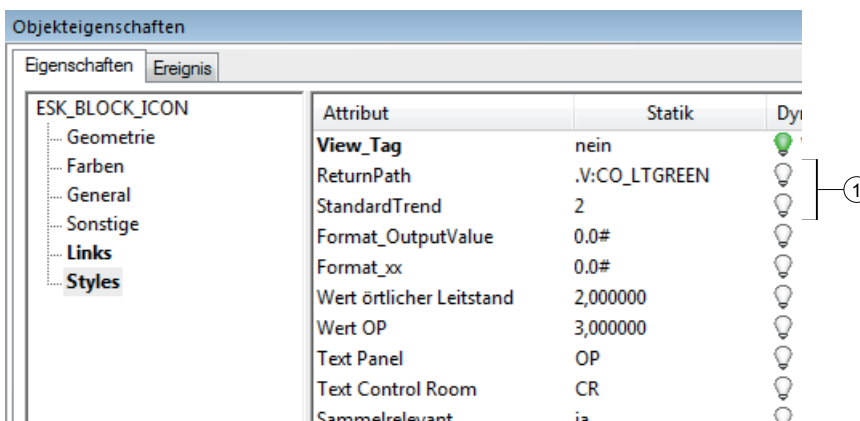 Objekteigenschaften
Eigenschaften Ereignis
ESK_BLOCK_ICON
Geometrie
Farben
General
Sonstige
Links
Styles
Attribut Statik
View_Tag nein
ReturnPath .V:CO_LTGREEN
StandardTrend 2
Format_OutputValue 0.0#
Format_xx 0.0#
Wert örtlicher Leitstand 2,000000
Wert OP 3,000000
Text Panel OP
Text Control Room CR
Sammelrelevant ja
1